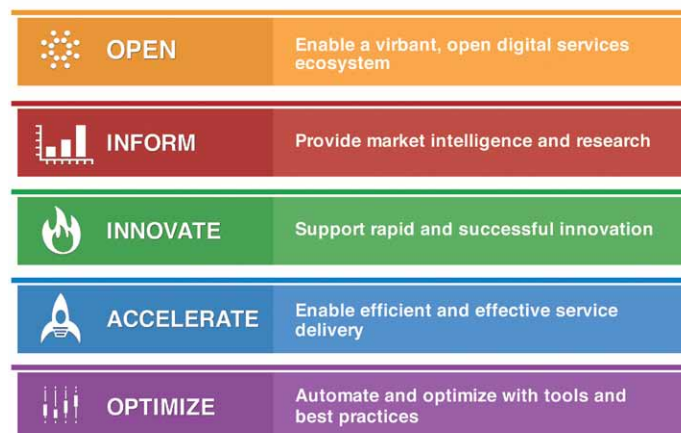 OPEN
Enable a virbant, open digital services
ecosystem
INFORM
Provide market intelligence and research
INNOVATE
Support rapid and successful innovation
ACCELERATE
Enable efficient and effective service
delivery
OPTIMIZE
Automate and optimize with tools and
best practices